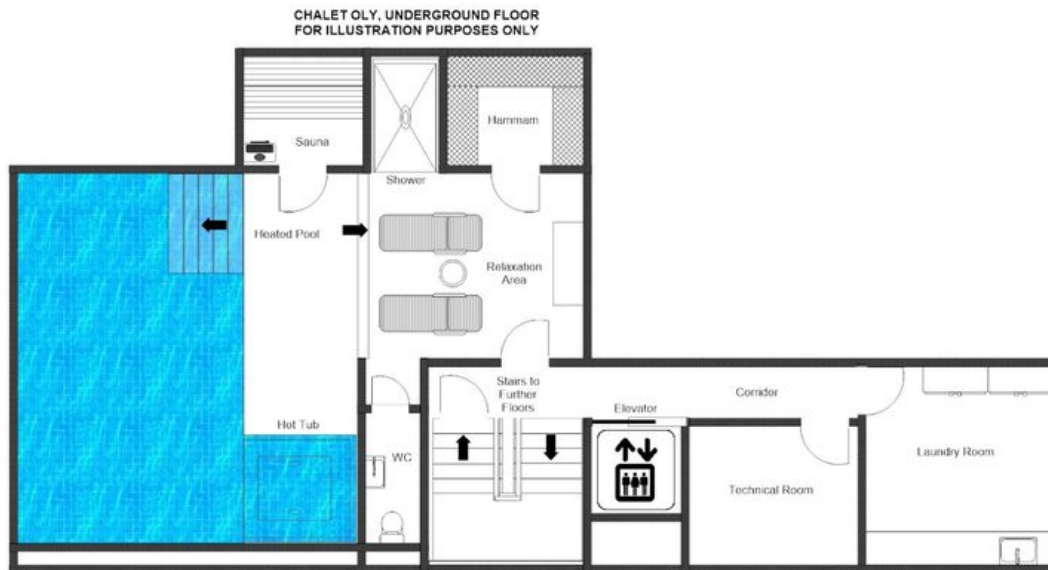 CHALET OLY, UNDERGROUND FLOOR
FOR ILLUSTRATION PURPOSES ONLY
Sauna
Hammam
Shower
Heated Pool
Relaxation
Area
Stairs to
Further
Floors
Corridor
Elevator
Hot Tub
WC
Laundry Room
Technical Room